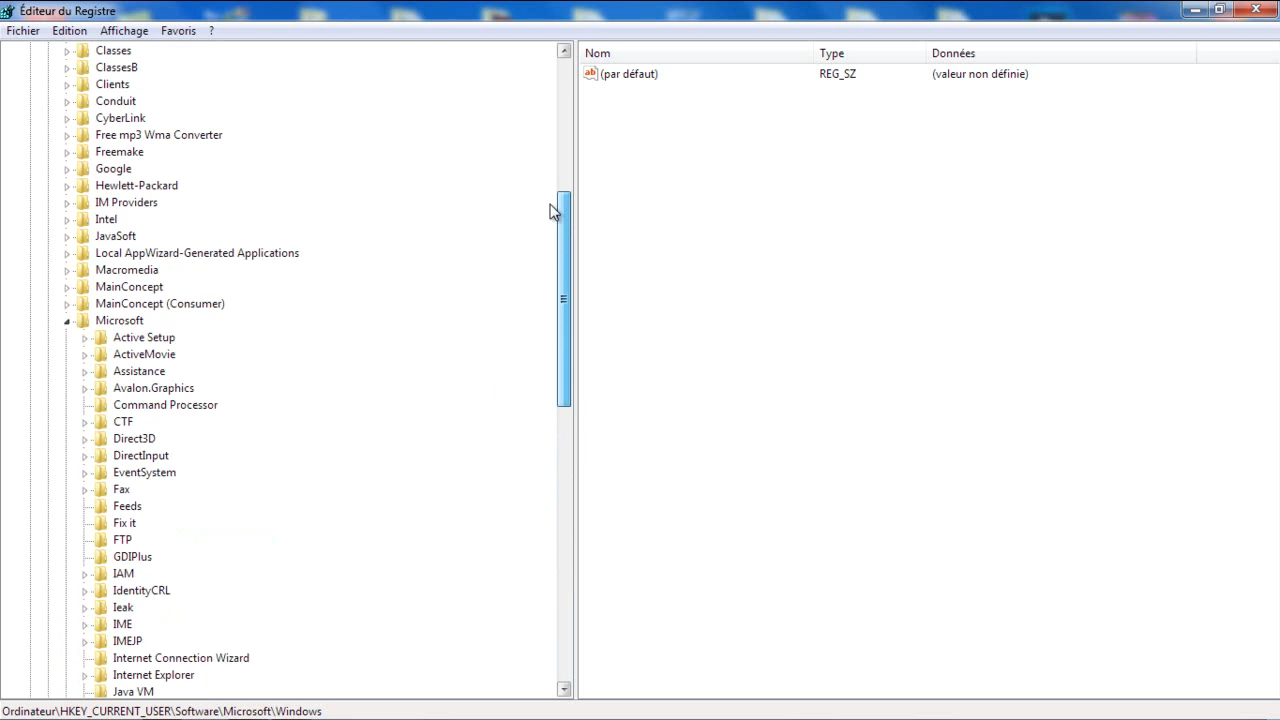 Éditeur du Registre
Fichier Edition Affichage Favoris ?
Classes
ClassesB
Clients
Conduit
CyberLink
Free mp3 Wma Converter
Freemake
Google
Hewlett-Packard
IM Providers
Intel
JavaSoft
Local AppWizard-Generated Applications
Macromedia
MainConcept
MainConcept (Consumer)
Microsoft
Active Setup
ActiveMovie
Assistance
Avalon.Graphics
Command Processor
CTF
Direct3D
DirectInput
EventSystem
Fax
Feeds
Fix it
FTP
GDIPlus
IAM
IdentityCRL
Ieak
IME
IMEJP
Internet Connection Wizard
Internet Explorer
Java VM
Nom Type Données
(par défaut) REG_SZ (valeur non définie)
Ordinateur\HKEY_CURRENT_USER\Software\Microsoft\Windows